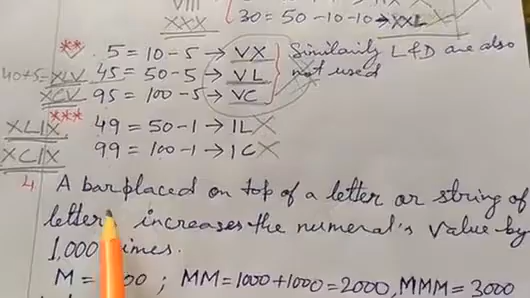 VIII
XXX
30 = 50-10-10→ XXL X
** 5 = 10-5→ VX Similarily L & D are also
40+5 XLV 45 = 50-5→ VL not used
XCV 95 = 100-5→ VC
***
XLIX 49 = 50-1→ IL X
XCIX 99 = 100-1→ IC X
4 A bar placed on top of a letter or string of
letter increases the numeral's value by
1,000 times.
MM = 1000+1000 = 2000, MMM = 3000